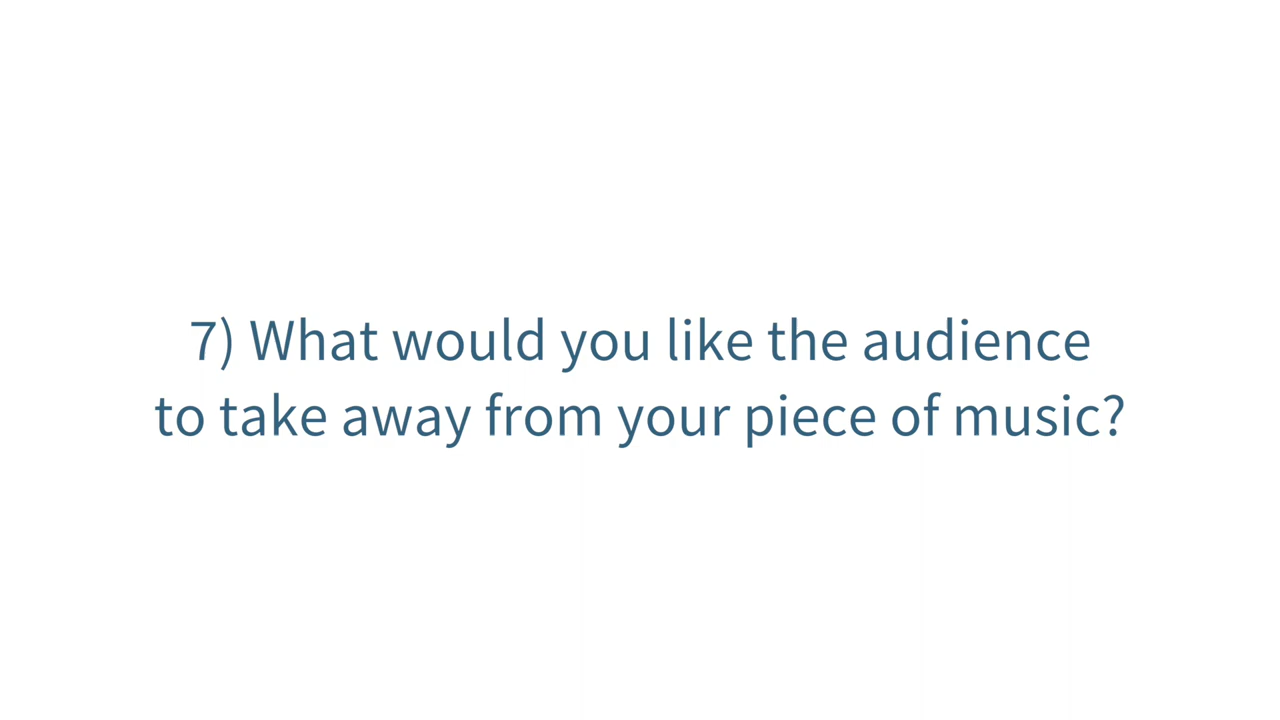 7) What would you like the audience
to take away from your piece of music?